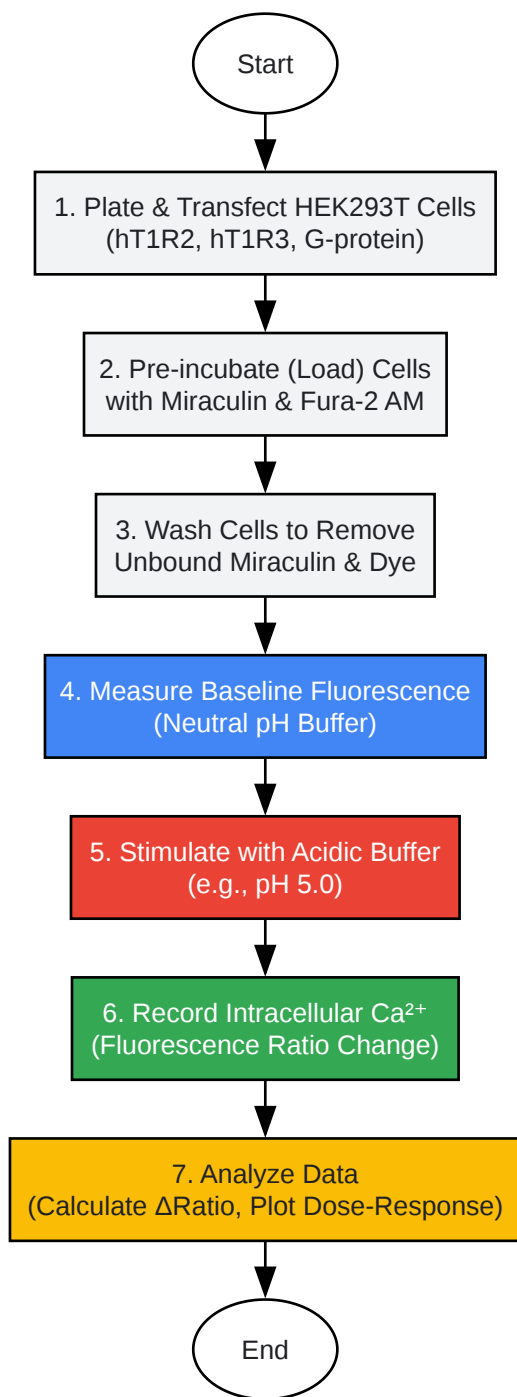 Start
1. Plate & Transfect HEK293T Cells
(hT1R2, hT1R3, G-protein)
2. Pre-incubate (Load) Cells
with Miraculin & Fura-2 AM
3. Wash Cells to Remove
Unbound Miraculin & Dye
4. Measure Baseline Fluorescence
(Neutral pH Buffer)
5. Stimulate with Acidic Buffer
(e.g., pH 5.0)
6. Record Intracellular Ca²⁺
(Fluorescence Ratio Change)
7. Analyze Data
(Calculate ΔRatio, Plot Dose-Response)
End